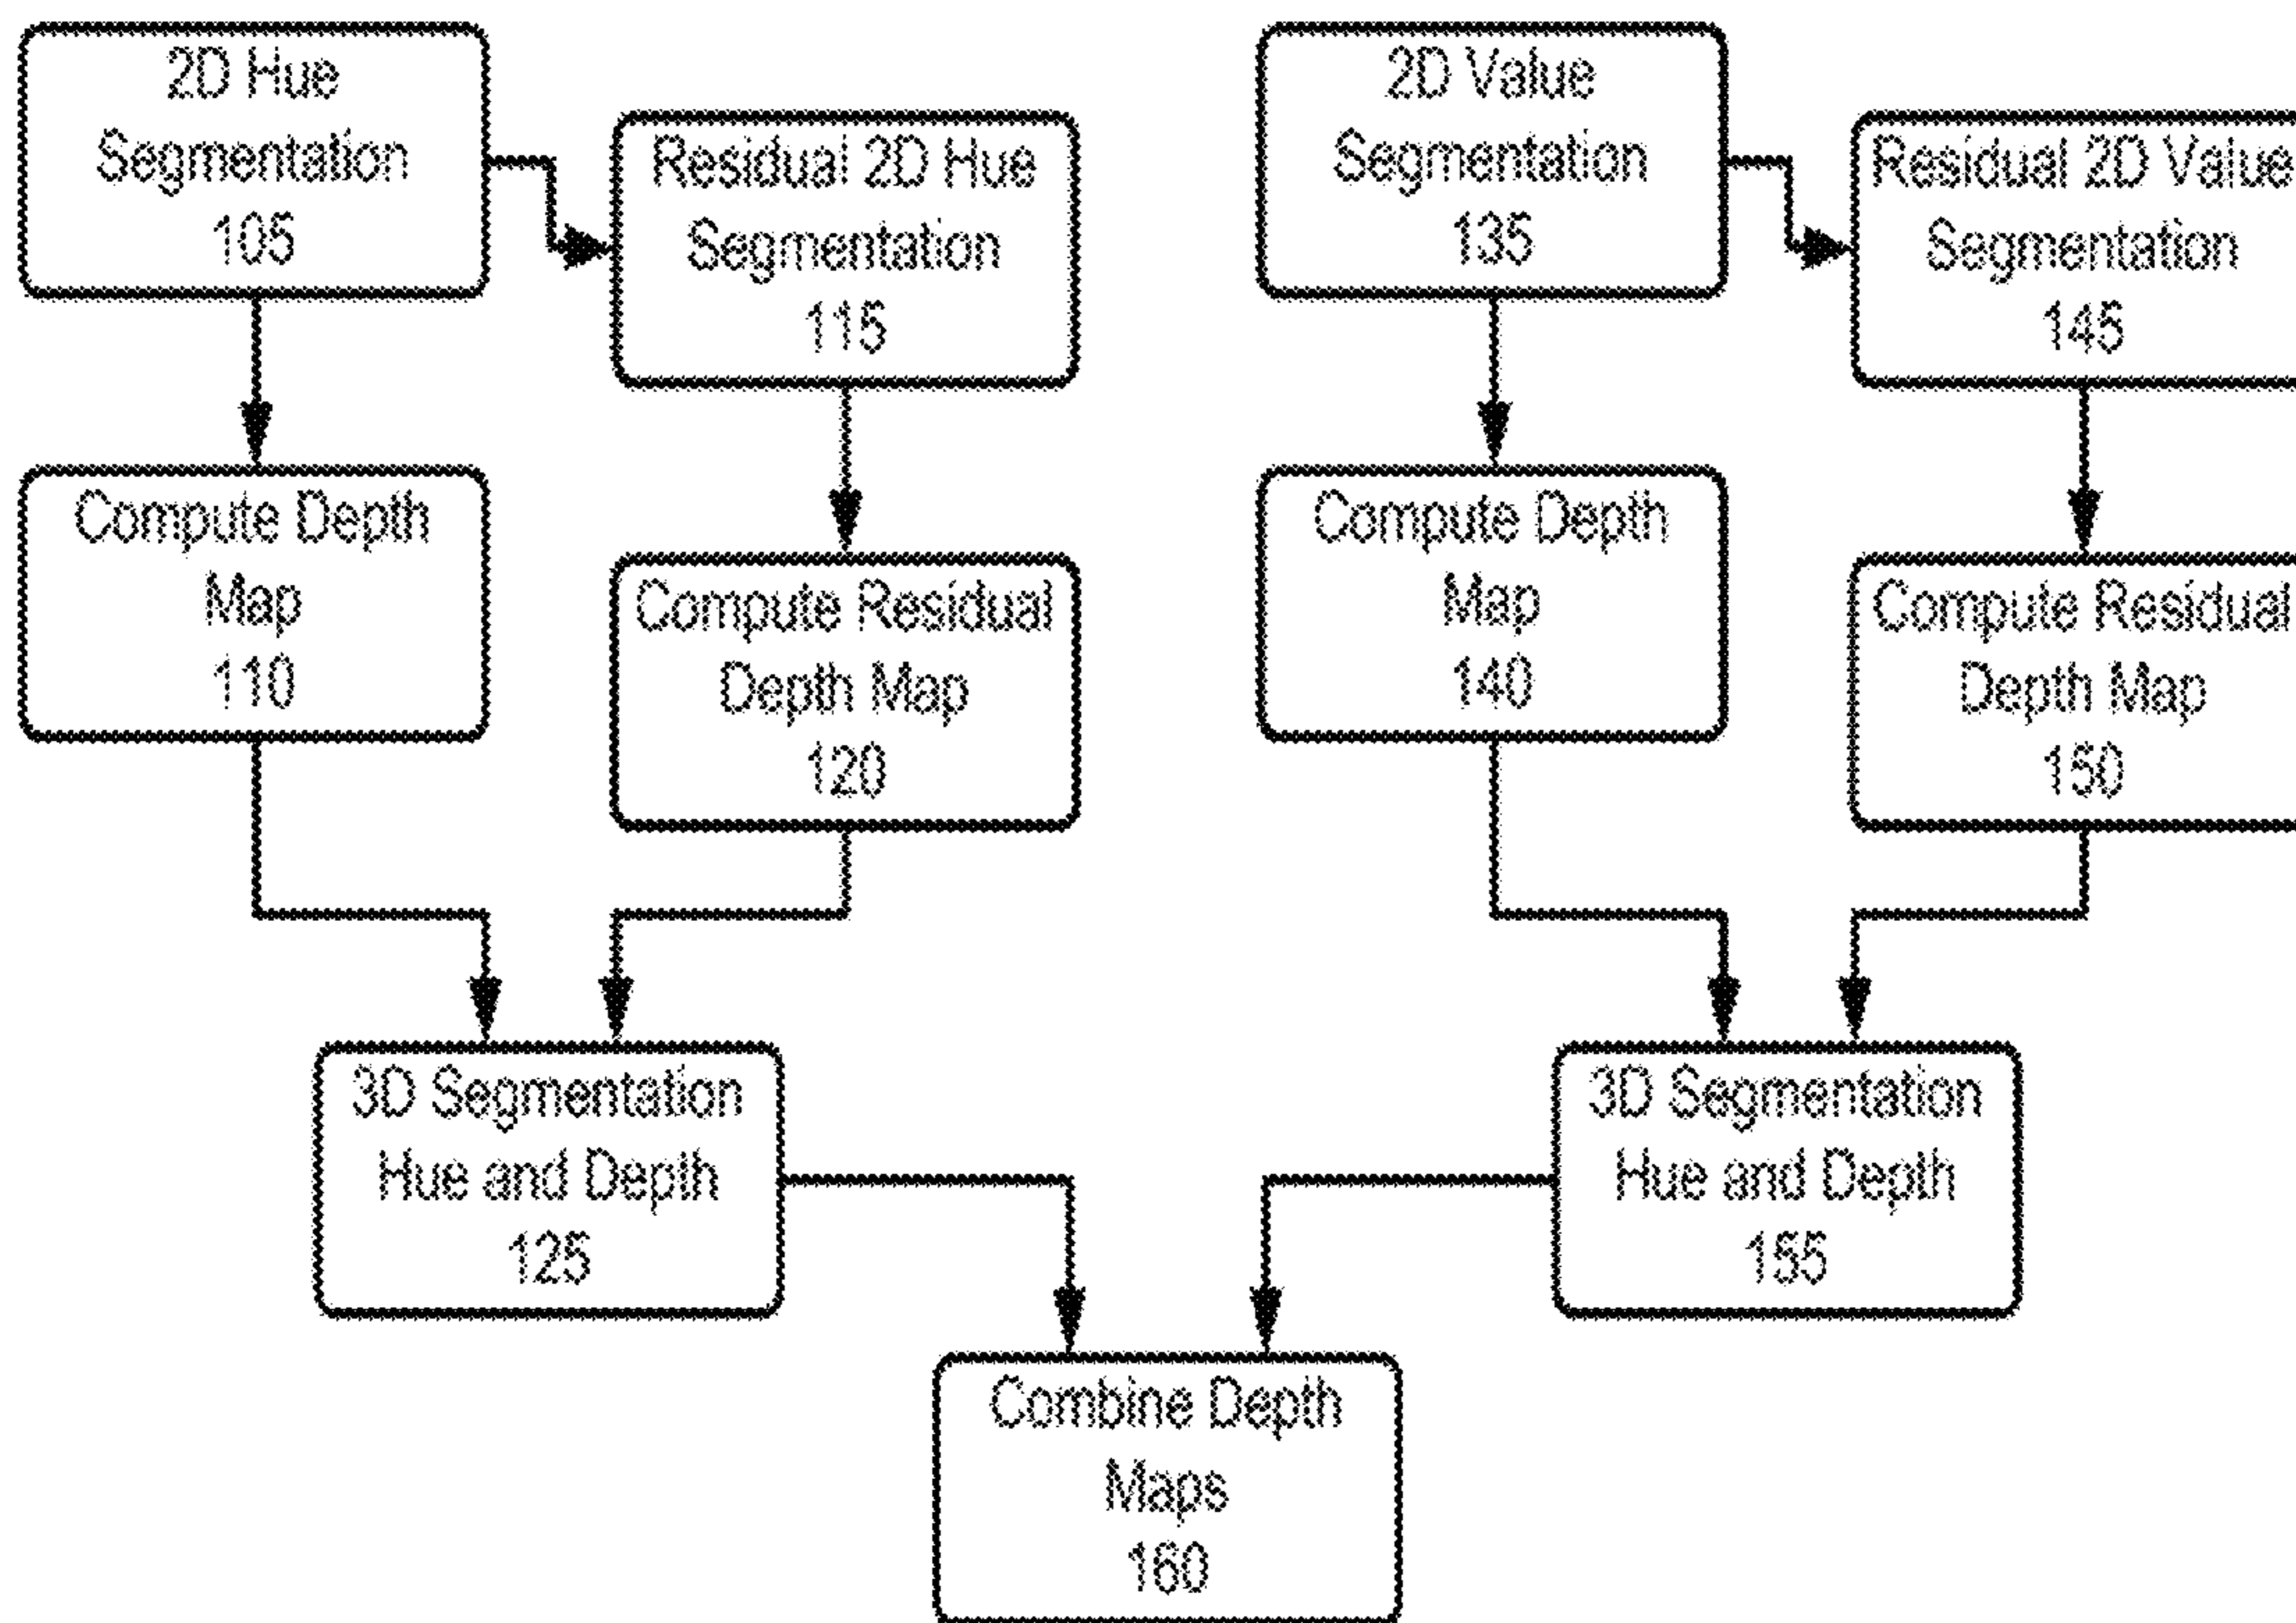 2D Hue
Segmentation
105
Residual 2D Hue
Segmentation
115
2D Value
Segmentation
135
Residual 2D Value
Segmentation
145
Compute Depth
Map
110
Compute Residual
Depth Map
120
Compute Depth
Map
140
Compute Residual
Depth Map
150
3D Segmentation
Hue and Depth
125
3D Segmentation
Hue and Depth
155
Combine Depth
Maps
160